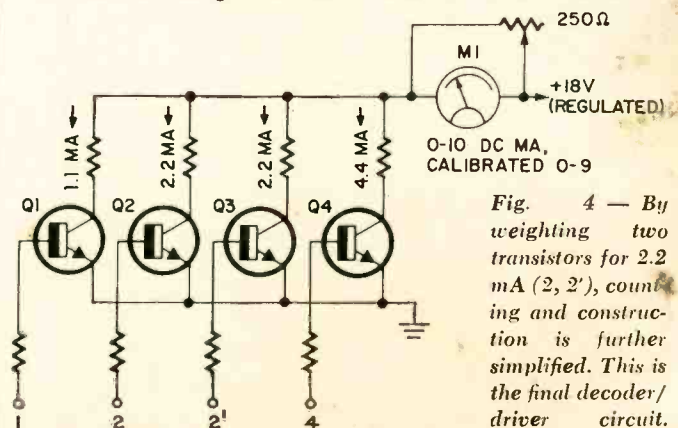 250Ω
M1
+18V
(REGULATED)
0-10 DC MA,
CALIBRATED 0-9
1.1 MA
2.2 MA
2.2 MA
4.4 MA
Q1
Q2
Q3
Q4
1
2
2'
4
Fig. 4 — By
weighting two
transistors for 2.2
mA (2, 2'), count-
ing and construc-
tion is further
simplified. This is
the final decoder/
driver circuit.